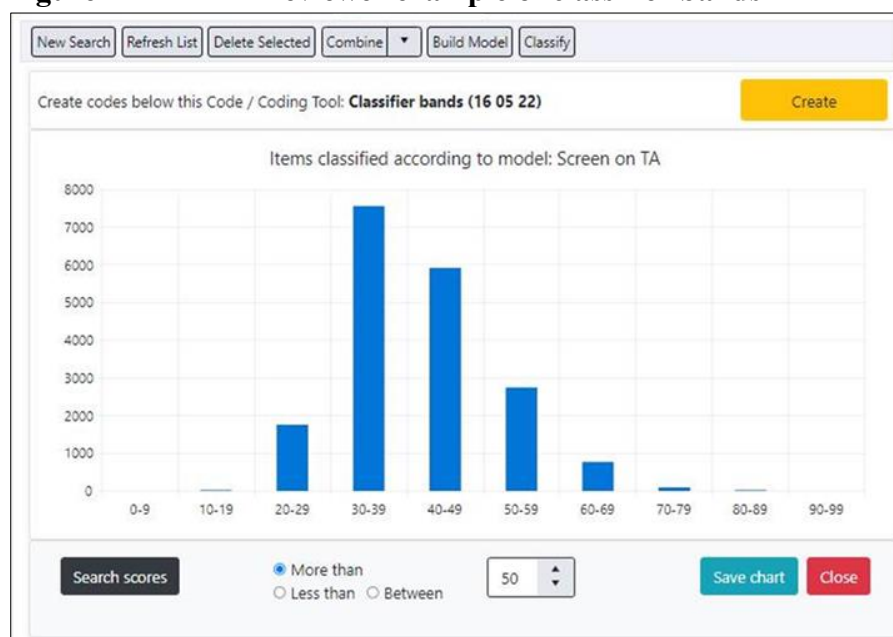 New Search Refresh List Delete Selected Combine Build Model Classify
Create codes below this Code / Coding Tool: Classifier bands (16 05 22) Create
Items classified according to model: Screen on TA
8000
7000
6000
5000
4000
3000
2000
1000
0
0-9 10-19 20-29 30-39 40-49 50-59 60-69 70-79 80-89 90-99
Search scores More than 50 Save chart Close
Less than Between